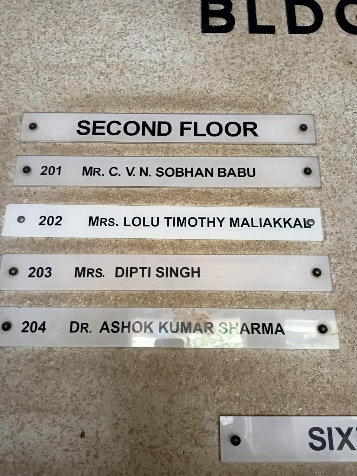 BLDG
SECOND FLOOR
201 MR. C. V. N. SOBHAN BABU
202 MRS. LOLU TIMOTHY MALIAKKAL
203 MRS. DIPTI SINGH
204 DR. ASHOK KUMAR SHARMA